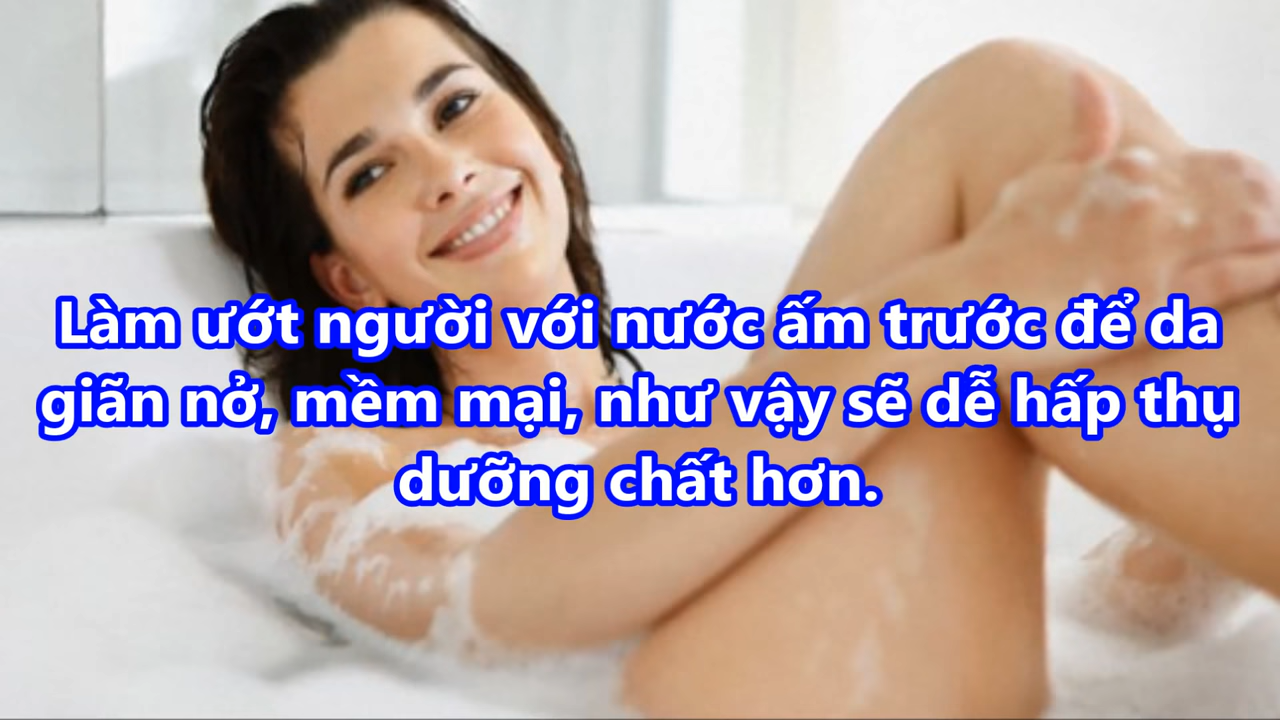 Làm ướt người với nước ấm trước để da
giãn nở, mềm mại, như vậy sẽ dễ hấp thụ
dưỡng chất hơn.